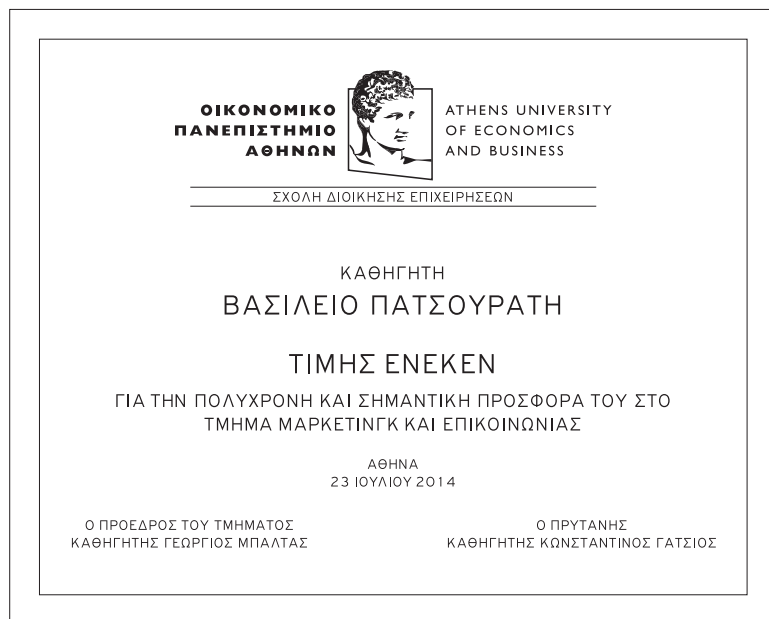 ΟΙΚΟΝΟΜΙΚΟ
ΠΑΝΕΠΙΣΤΗΜΙΟ
ΑΘΗΝΩΝ
ATHENS UNIVERSITY
OF ECONOMICS
AND BUSINESS
ΣΧΟΛΗ ΔΙΟΙΚΗΣΗΣ ΕΠΙΧΕΙΡΗΣΕΩΝ
ΚΑΘΗΓΗΤΗ
ΒΑΣΙΛΕΙΟ ΠΑΤΣΟΥΡΑΤΗ
ΤΙΜΗΣ ΕΝΕΚΕΝ
ΓΙΑ ΤΗΝ ΠΟΛΥΧΡΟΝΗ ΚΑΙ ΣΗΜΑΝΤΙΚΗ ΠΡΟΣΦΟΡΑ ΤΟΥ ΣΤΟ
ΤΜΗΜΑ ΜΑΡΚΕΤΙΝΓΚ ΚΑΙ ΕΠΙΚΟΙΝΩΝΙΑΣ
ΑΘΗΝΑ
23 ΙΟΥΛΙΟΥ 2014
Ο ΠΡΟΕΔΡΟΣ ΤΟΥ ΤΜΗΜΑΤΟΣ
ΚΑΘΗΓΗΤΗΣ ΓΕΩΡΓΙΟΣ ΜΠΑΛΤΑΣ
Ο ΠΡΥΤΑΝΗΣ
ΚΑΘΗΓΗΤΗΣ ΚΩΝΣΤΑΝΤΙΝΟΣ ΓΑΤΣΙΟΣ